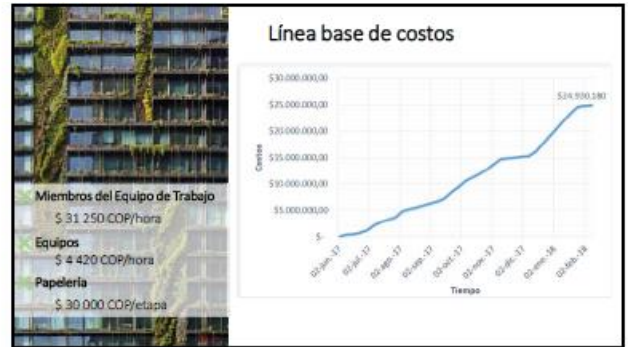 Línea base de costos
Miembros del Equipo de Trabajo
$ 31 250 COP/hora
Equipos
$ 4 420 COP/hora
Papelería
$ 30 000 COP/etapa
$30.000.000,00
$25.000.000,00
$20.000.000,00
$15.000.000,00
$10.000.000,00
$5.000.000,00
$-
Costos
$24.930.180
02-jun.-17
02-jul.-17
02-ago.-17
02-sep.-17
02-oct.-17
02-nov.-17
02-dic.-17
02-ene.-18
02-feb.-18
Tiempo